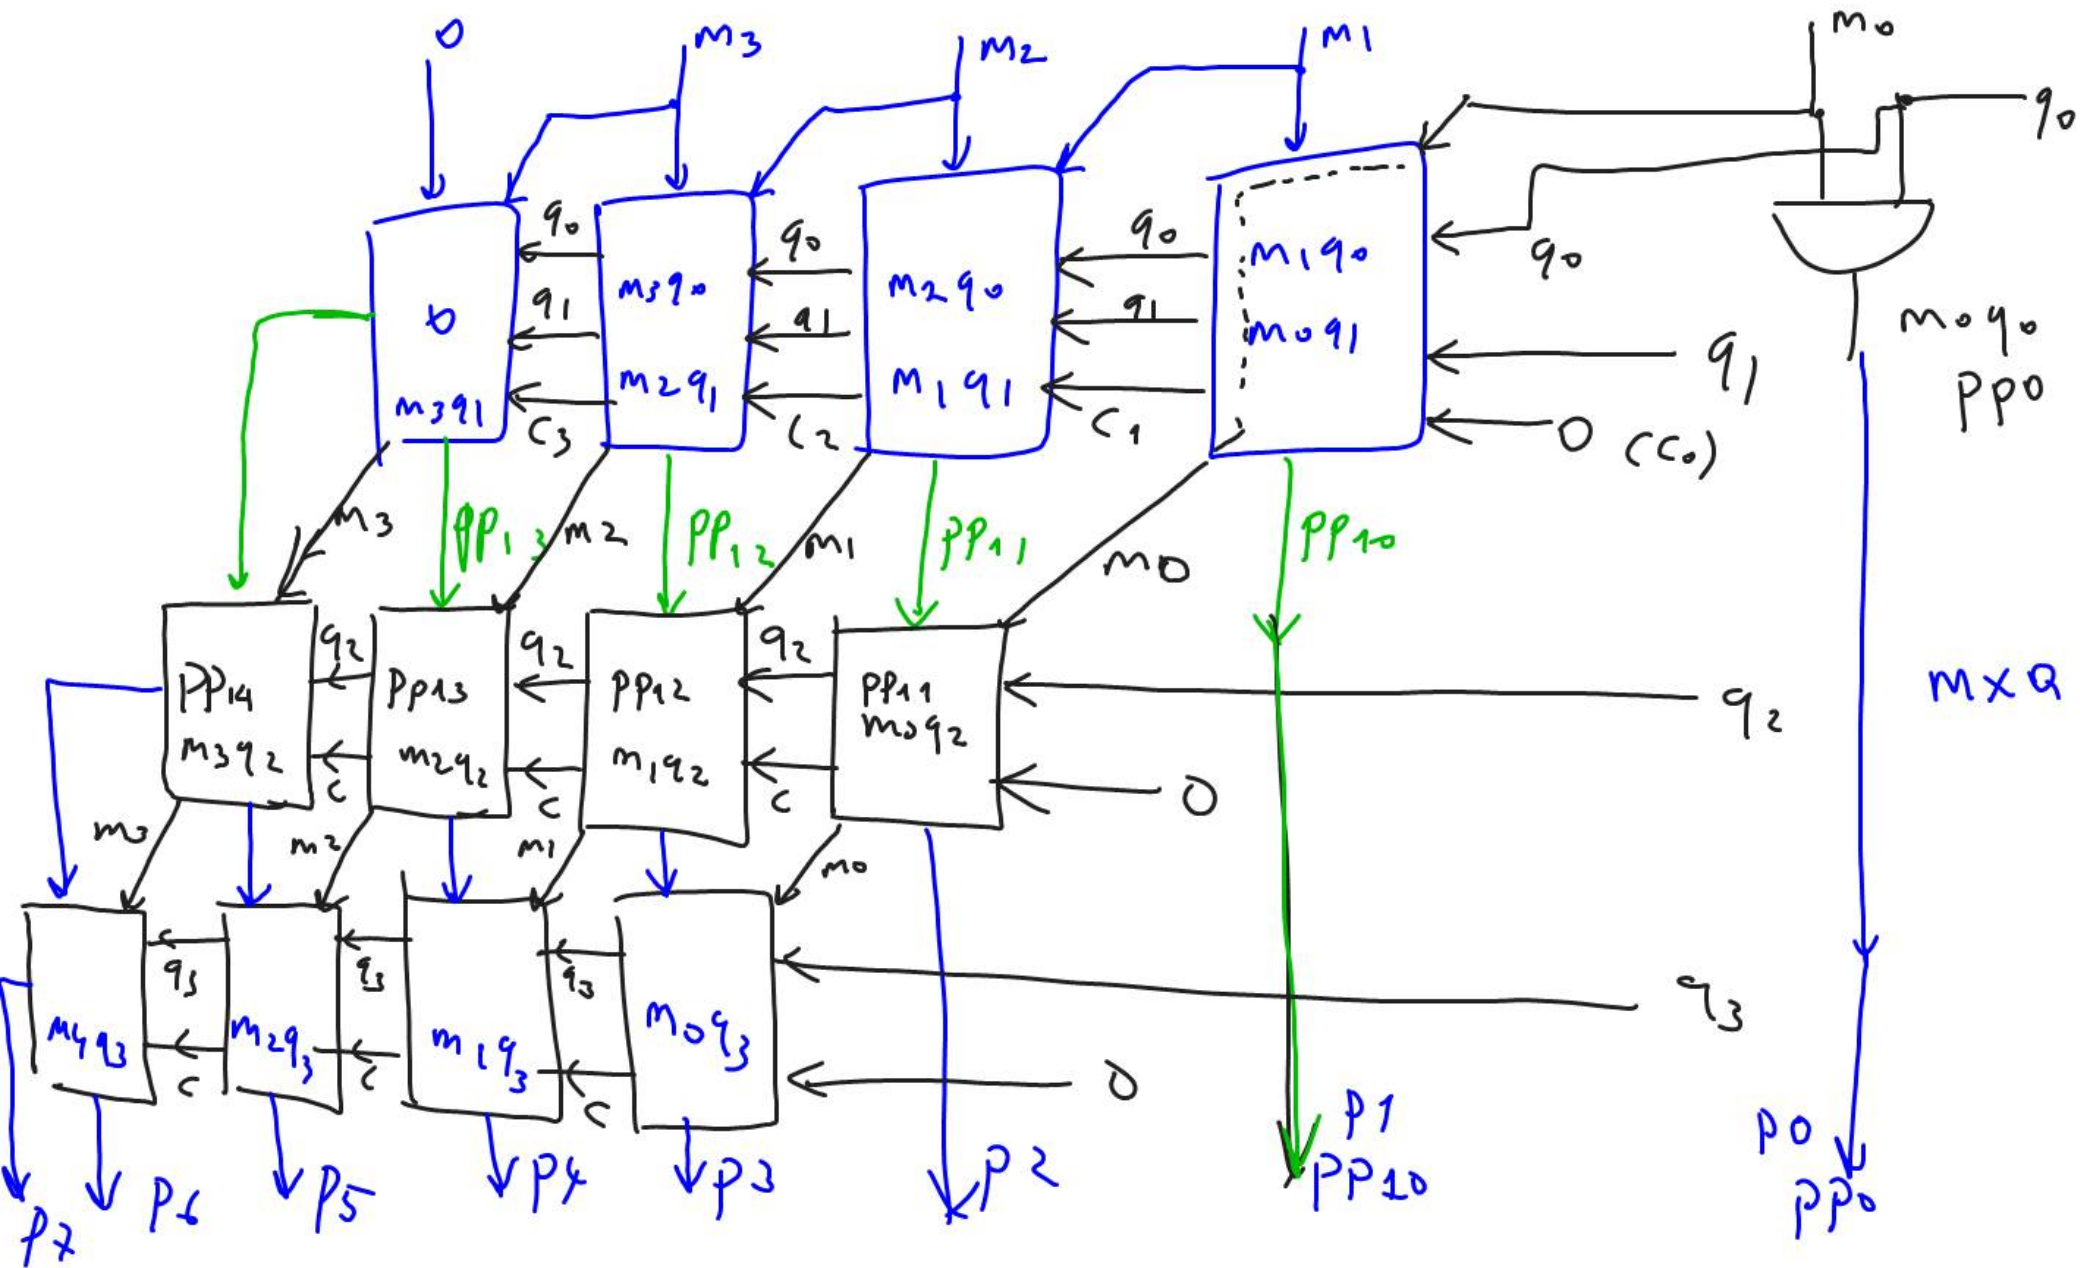 0 m3 m2 m1 m0
q0
q0 q0 q0 m1q0 q0
m3q0 m2q0
0 q1 q1 q1 m0q1 m0q0
q1
m3q1 m2q1 m1q1 PP0
C3 C2 C1 0 (C0)
m3 PP13 m2 PP12 m1 PP11 m0 PP10
q2 q2 q2
PP14 PP13 PP12 PP11 q2 mxQ
m3q2 m2q2 m1q2 m0q2
C C C 0
m3 m2 m1 m0
q3 q3 q3 q3
m4q3 m2q3 m1q3 m0q3
C C C 0
P7 P6 P5 P4 P3 P2 P1 P0
PP10 PP0